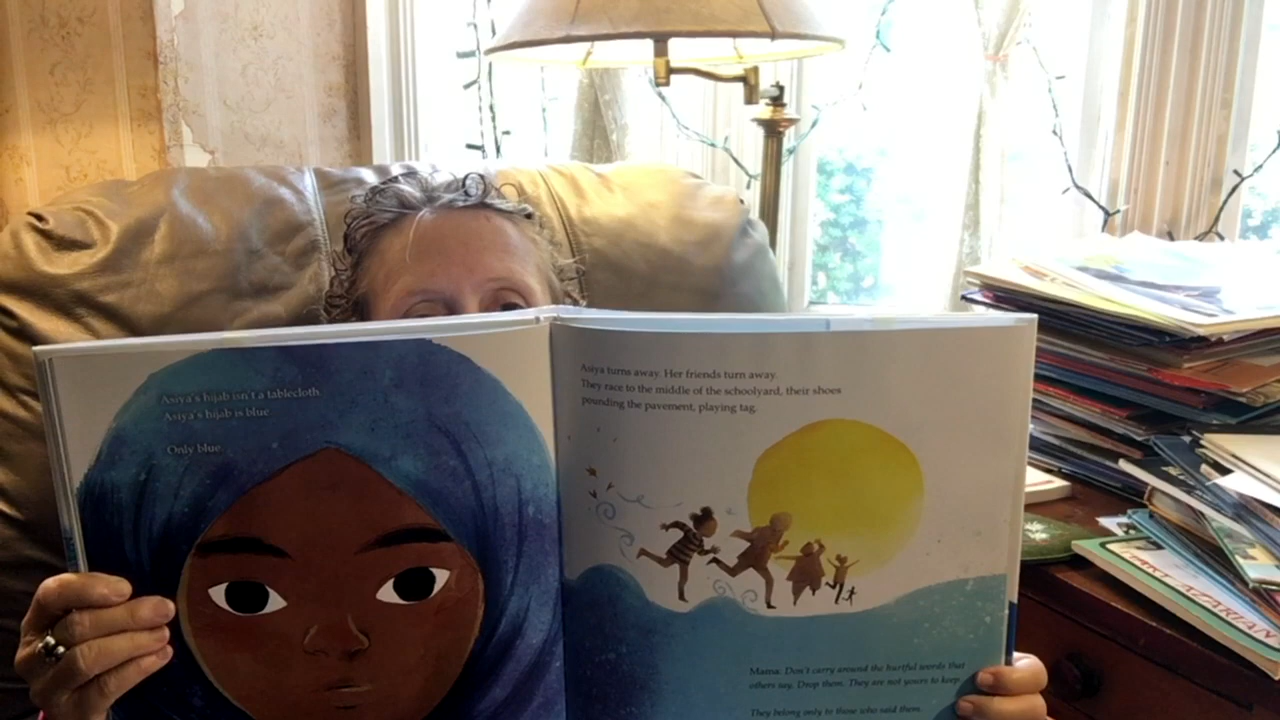 Asiya's hijab isn't a tablecloth.
Asiya's hijab is blue.
Only blue.
Asiya turns away. Her friends turn away.
They race to the middle of the schoolyard, their shoes
pounding the pavement, playing tag.
Mama: Don't carry around the hurtful words that
others say. Drop them. They are not yours to keep.
They belong only to those who said them.
AZARIAN